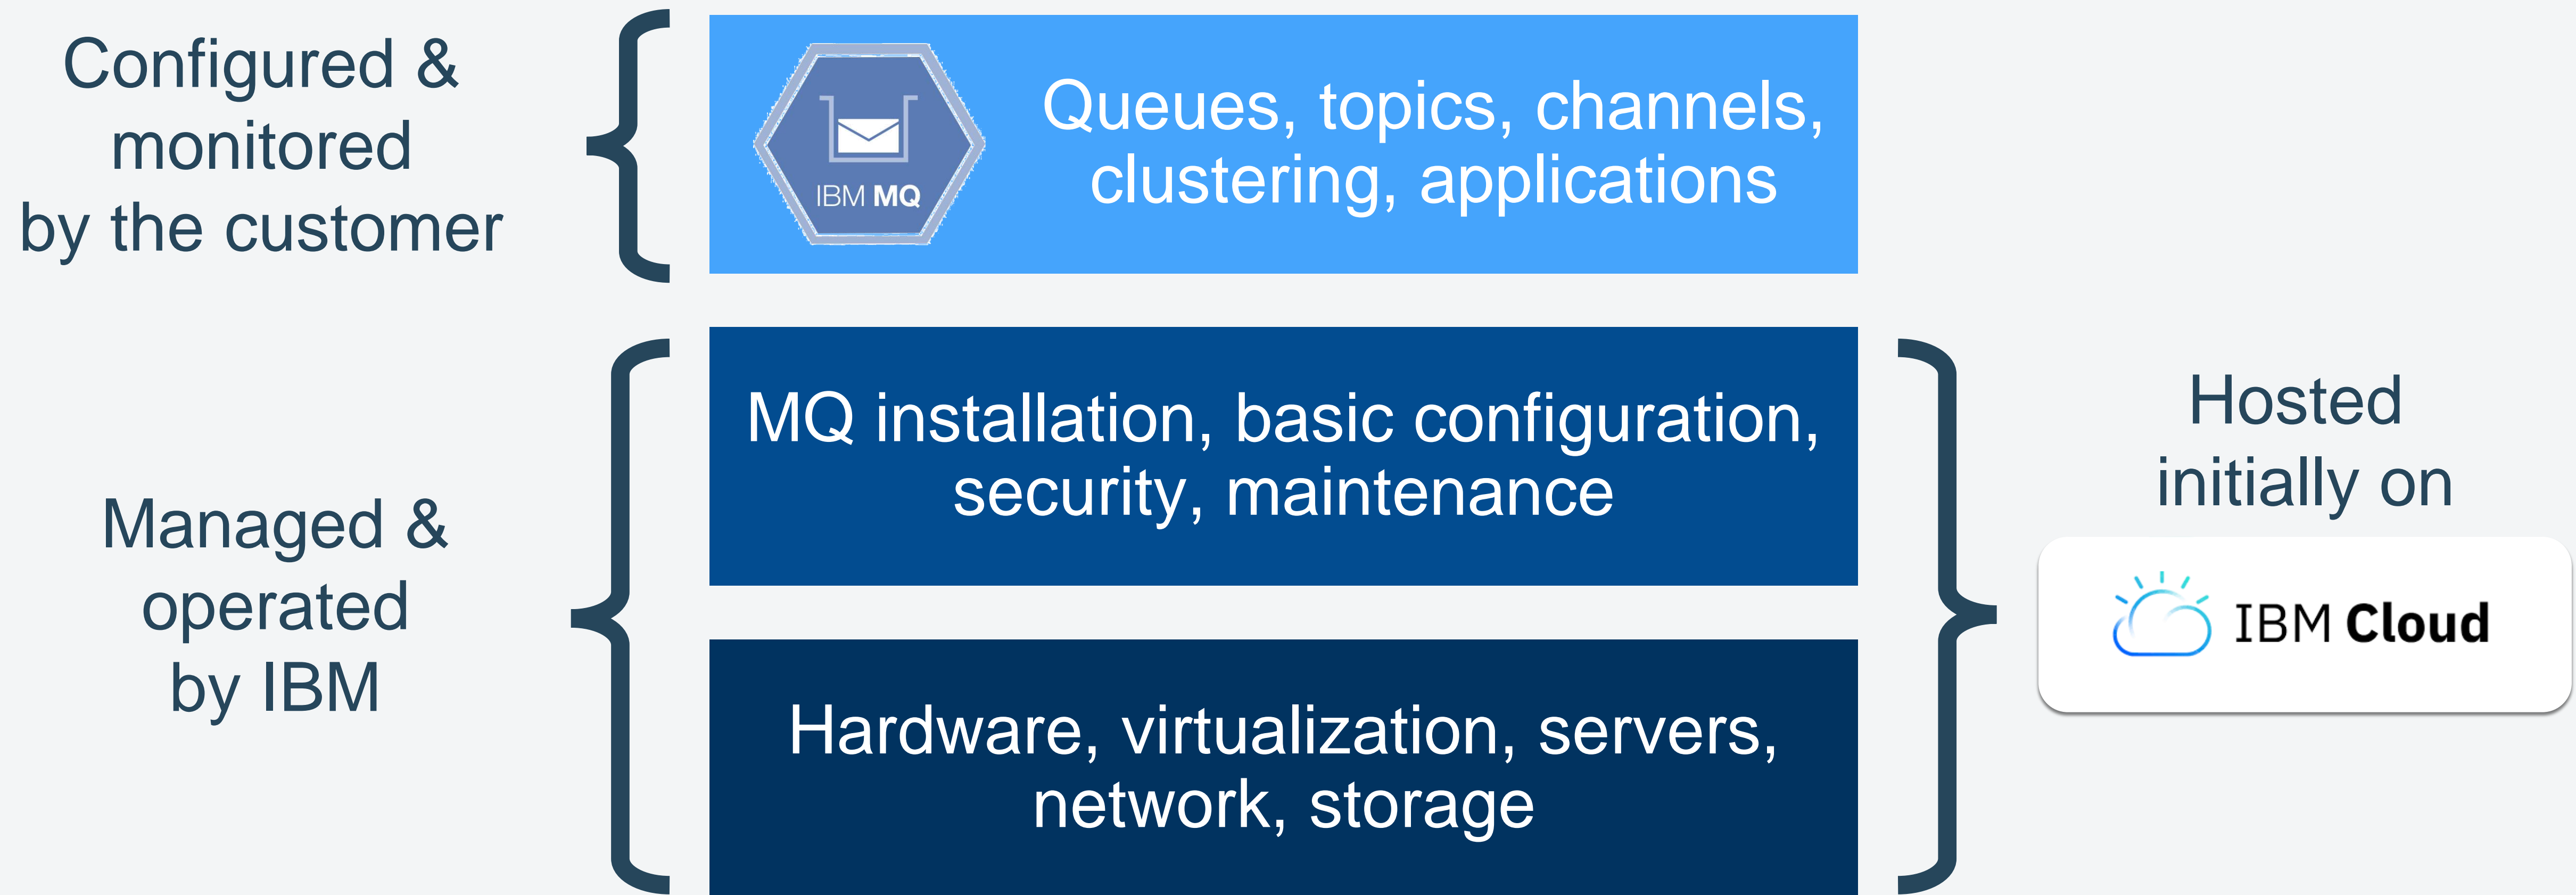 Configured &
monitored
by the customer
IBM MQ
Queues, topics, channels,
clustering, applications
Managed &
operated
by IBM
MQ installation, basic configuration,
security, maintenance
Hardware, virtualization, servers,
network, storage
Hosted
initially on
IBM Cloud